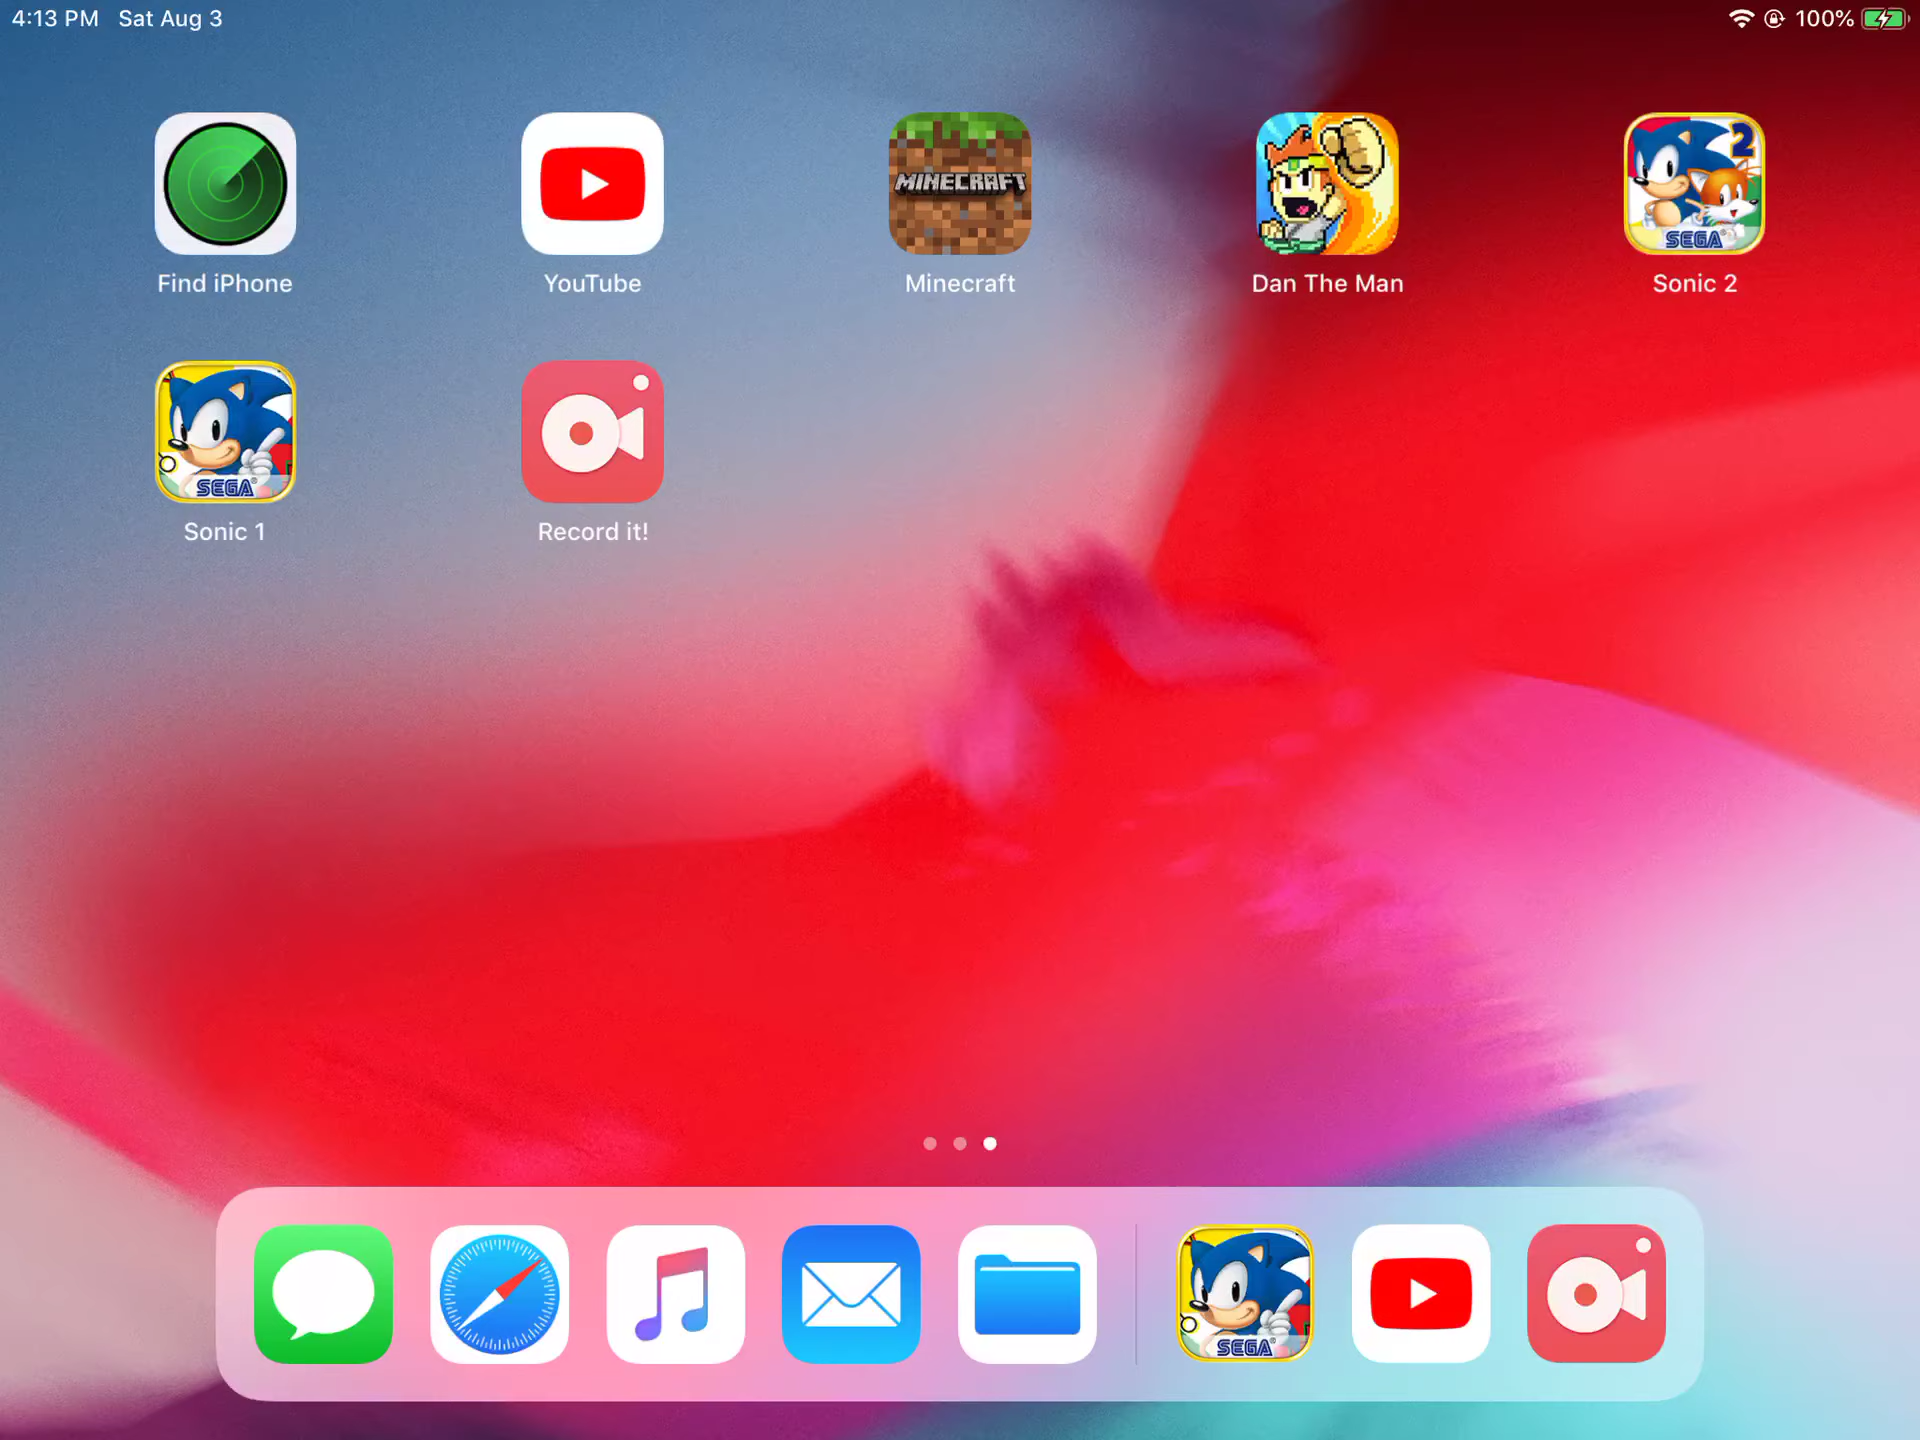 4:13 PM Sat Aug 3 100%
MINECRAFT
2
SEGA
Find iPhone YouTube Minecraft Dan The Man Sonic 2
SEGA
Sonic 1 Record it!
SEGA